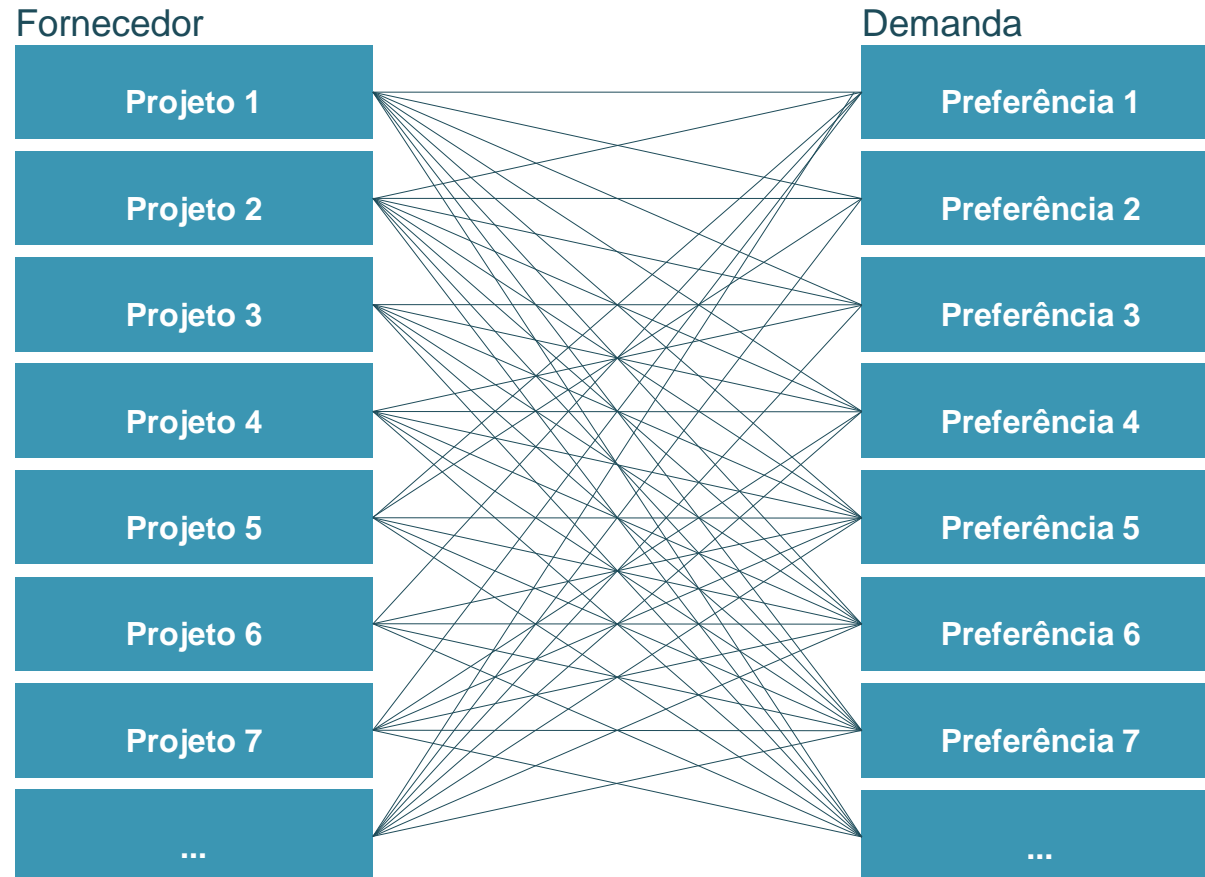 Fornecedor
Demanda
Projeto 1
Preferência 1
Projeto 2
Preferência 2
Projeto 3
Preferência 3
Projeto 4
Preferência 4
Projeto 5
Preferência 5
Projeto 6
Preferência 6
Projeto 7
Preferência 7
...
...